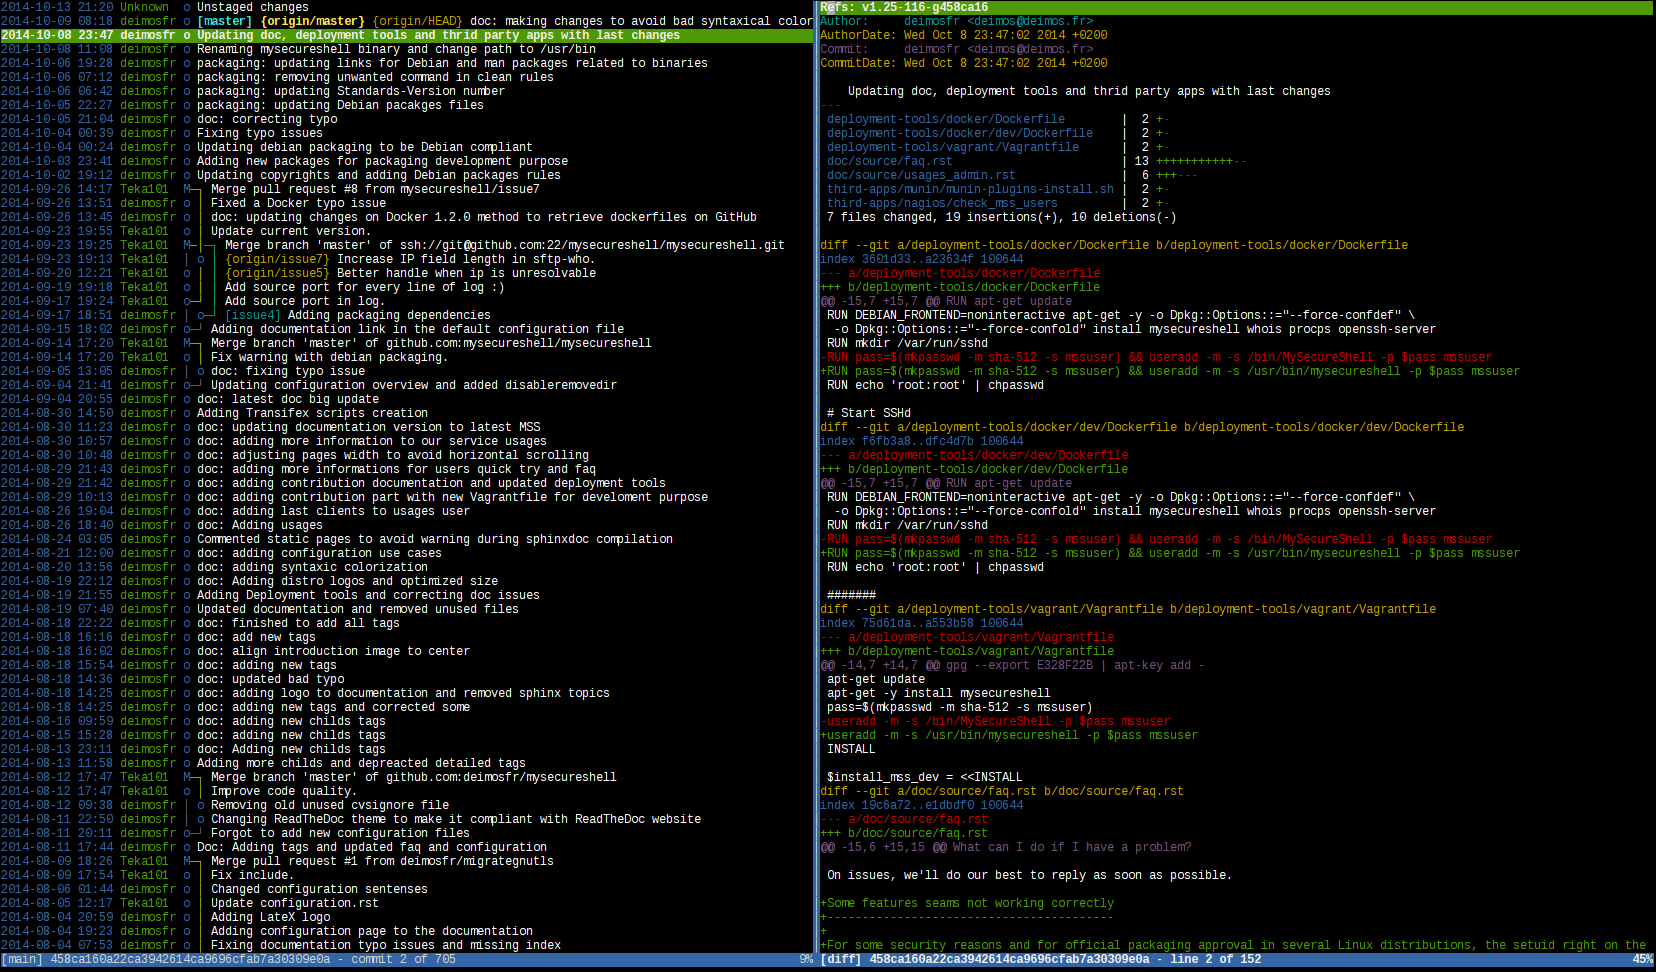 2014-10-13 21:20 Unknown  o Unstaged changes
2014-10-09 08:18 deimosfr o [master] {origin/master} {origin/HEAD} doc: making changes to avoid bad syntaxical color
2014-10-08 23:47 deimosfr o Updating doc, deployment tools and thrid party apps with last changes
2014-10-08 11:08 deimosfr o Renaming mysecureshell binary and change path to /usr/bin
2014-10-06 19:28 deimosfr o packaging: updating links for Debian and man packages related to binaries
2014-10-06 07:12 deimosfr o packaging: removing unwanted command in clean rules
2014-10-06 06:42 deimosfr o packaging: updating Standards-Version number
2014-10-05 22:27 deimosfr o packaging: updating Debian pacakges files
2014-10-05 21:04 deimosfr o doc: correcting typo
2014-10-04 00:39 deimosfr o Fixing typo issues
2014-10-04 00:24 deimosfr o Updating debian packaging to be Debian compliant
2014-10-03 23:41 deimosfr o Adding new packages for packaging development purpose
2014-10-02 19:12 deimosfr o Updating copyrights and adding Debian packages rules
2014-09-26 14:17 Teka101  M─┐ Merge pull request #8 from mysecureshell/issue7
2014-09-26 13:51 deimosfr o │ Fixed a Docker typo issue
2014-09-26 13:45 deimosfr o │ doc: updating changes on Docker 1.2.0 method to retrieve dockerfiles on GitHub
2014-09-23 19:55 Teka101  o │ Update current version.
2014-09-23 19:25 Teka101  M─│─┐ Merge branch 'master' of ssh://git@github.com:22/mysecureshell/mysecureshell.git
2014-09-23 19:13 Teka101  │ o │ {origin/issue7} Increase IP field length in sftp-who.
2014-09-20 12:21 Teka101  o │ │ {origin/issue5} Better handle when ip is unresolvable
2014-09-19 19:18 Teka101  o │ │ Add source port for every line of log :)
2014-09-17 19:24 Teka101  o─┘ │ Add source port in log.
2014-09-17 18:51 deimosfr │ o─┘ [issue4] Adding packaging dependencies
2014-09-15 18:02 deimosfr o─┘ Adding documentation link in the default configuration file
2014-09-14 17:20 Teka101  M─┐ Merge branch 'master' of github.com:mysecureshell/mysecureshell
2014-09-14 17:20 Teka101  o │ Fix warning with debian packaging.
2014-09-05 13:05 deimosfr │ o doc: fixing typo issue
2014-09-04 21:41 deimosfr o─┘ Updating configuration overview and added disableremovedir
2014-09-04 20:55 deimosfr o doc: latest doc big update
2014-08-30 14:50 deimosfr o Adding Transifex scripts creation
2014-08-30 11:23 deimosfr o doc: updating documentation version to latest MSS
2014-08-30 10:57 deimosfr o doc: adding more information to our service usages
2014-08-30 10:48 deimosfr o doc: adjusting pages width to avoid horizontal scrolling
2014-08-29 21:43 deimosfr o doc: adding more informations for users quick try and faq
2014-08-29 21:42 deimosfr o doc: adding contribution documentation and updated deployment tools
2014-08-29 10:13 deimosfr o doc: adding contribution part with new Vagrantfile for develoment purpose
2014-08-26 19:04 deimosfr o doc: adding last clients to usages user
2014-08-26 18:40 deimosfr o doc: Adding usages
2014-08-24 03:05 deimosfr o Commented static pages to avoid warning during sphinxdoc compilation
2014-08-21 12:00 deimosfr o doc: adding configuration use cases
2014-08-20 13:56 deimosfr o doc: adding syntaxic colorization
2014-08-19 22:12 deimosfr o doc: Adding distro logos and optimized size
2014-08-19 21:55 deimosfr o Adding Deployment tools and correcting doc issues
2014-08-19 07:40 deimosfr o Updated documentation and removed unused files
2014-08-18 22:22 deimosfr o doc: finished to add all tags
2014-08-18 16:16 deimosfr o doc: add new tags
2014-08-18 16:02 deimosfr o doc: align introduction image to center
2014-08-18 15:54 deimosfr o doc: adding new tags
2014-08-18 14:36 deimosfr o doc: updated bad typo
2014-08-18 14:25 deimosfr o doc: adding logo to documentation and removed sphinx topics
2014-08-18 14:25 deimosfr o doc: adding new tags and corrected some
2014-08-16 09:59 deimosfr o doc: adding new childs tags
2014-08-15 15:28 deimosfr o doc: adding new childs tags
2014-08-13 23:11 deimosfr o doc: Adding new childs tags
2014-08-13 11:58 deimosfr o Adding more childs and depreacted detailed tags
2014-08-12 17:47 Teka101  M─┐ Merge branch 'master' of github.com:deimosfr/mysecureshell
2014-08-12 17:47 Teka101  o │ Improve code quality.
2014-08-12 09:38 deimosfr │ o Removing old unused cvsignore file
2014-08-11 22:50 deimosfr │ o Changing ReadTheDoc theme to make it compliant with ReadTheDoc website
2014-08-11 20:11 deimosfr o─┘ Forgot to add new configuration files
2014-08-11 17:44 deimosfr o Doc: Adding tags and updated faq and configuration
2014-08-09 18:26 Teka101  M─┐ Merge pull request #1 from deimosfr/migrategnutls
2014-08-09 17:54 Teka101  o │ Fix include.
2014-08-06 01:44 deimosfr o │ Changed configuration sentenses
2014-08-05 12:17 Teka101  o │ Update configuration.rst
2014-08-04 20:59 deimosfr o │ Adding LateX logo
2014-08-04 19:23 deimosfr o │ Adding configuration page to the documentation
2014-08-04 07:53 deimosfr o │ Fixing documentation typo issues and missing index
[main] 458ca160a22ca3942614ca9696cfab7a30309e0a - commit 2 of 705 9%
Refs: v1.25-116-g458ca16
Author:     deimosfr <deimos@deimos.fr>
AuthorDate: Wed Oct 8 23:47:02 2014 +0200
Commit:     deimosfr <deimos@deimos.fr>
CommitDate: Wed Oct 8 23:47:02 2014 +0200
    Updating doc, deployment tools and thrid party apps with last changes
---
 deployment-tools/docker/Dockerfile        |  2 +-
 deployment-tools/docker/dev/Dockerfile    |  2 +-
 deployment-tools/vagrant/Vagrantfile      |  2 +-
 doc/source/faq.rst                        | 13 +++++++++++--
 doc/source/usages_admin.rst               |  6 +++---
 third-apps/munin/munin-plugins-install.sh |  2 +-
 third-apps/nagios/check_mss_users         |  2 +-
 7 files changed, 19 insertions(+), 10 deletions(-)
diff --git a/deployment-tools/docker/Dockerfile b/deployment-tools/docker/Dockerfile
index 3601d33..a23634f 100644
--- a/deployment-tools/docker/Dockerfile
+++ b/deployment-tools/docker/Dockerfile
@@ -15,7 +15,7 @@ RUN apt-get update
 RUN DEBIAN_FRONTEND=noninteractive apt-get -y -o Dpkg::Options::="--force-confdef" \
  -o Dpkg::Options::="--force-confold" install mysecureshell whois procps openssh-server
 RUN mkdir /var/run/sshd
-RUN pass=$(mkpasswd -m sha-512 -s mssuser) && useradd -m -s /bin/MySecureShell -p $pass mssuser
+RUN pass=$(mkpasswd -m sha-512 -s mssuser) && useradd -m -s /usr/bin/mysecureshell -p $pass mssuser
 RUN echo 'root:root' | chpasswd
 # Start SSHd
diff --git a/deployment-tools/docker/dev/Dockerfile b/deployment-tools/docker/dev/Dockerfile
index f6fb3a8..dfc4d7b 100644
--- a/deployment-tools/docker/dev/Dockerfile
+++ b/deployment-tools/docker/dev/Dockerfile
@@ -15,7 +15,7 @@ RUN apt-get update
 RUN DEBIAN_FRONTEND=noninteractive apt-get -y -o Dpkg::Options::="--force-confdef" \
  -o Dpkg::Options::="--force-confold" install mysecureshell whois procps openssh-server
 RUN mkdir /var/run/sshd
-RUN pass=$(mkpasswd -m sha-512 -s mssuser) && useradd -m -s /bin/MySecureShell -p $pass mssuser
+RUN pass=$(mkpasswd -m sha-512 -s mssuser) && useradd -m -s /usr/bin/mysecureshell -p $pass mssuser
 RUN echo 'root:root' | chpasswd
 #######
diff --git a/deployment-tools/vagrant/Vagrantfile b/deployment-tools/vagrant/Vagrantfile
index 75d61da..a553b58 100644
--- a/deployment-tools/vagrant/Vagrantfile
+++ b/deployment-tools/vagrant/Vagrantfile
@@ -14,7 +14,7 @@ gpg --export E328F22B | apt-key add -
 apt-get update
 apt-get -y install mysecureshell
 pass=$(mkpasswd -m sha-512 -s mssuser)
-useradd -m -s /bin/MySecureShell -p $pass mssuser
+useradd -m -s /usr/bin/mysecureshell -p $pass mssuser
 INSTALL
 $install_mss_dev = <<INSTALL
diff --git a/doc/source/faq.rst b/doc/source/faq.rst
index 19c6a72..e1dbdf0 100644
--- a/doc/source/faq.rst
+++ b/doc/source/faq.rst
@@ -15,6 +15,15 @@ What can I do if I have a problem?
 On issues, we'll do our best to reply as soon as possible.
+Some features seams not working correctly
+-----------------------------------------
+
+For some security reasons and for official packaging approval in several Linux distributions, the setuid right on the
[diff] 458ca160a22ca3942614ca9696cfab7a30309e0a - line 2 of 152 45%